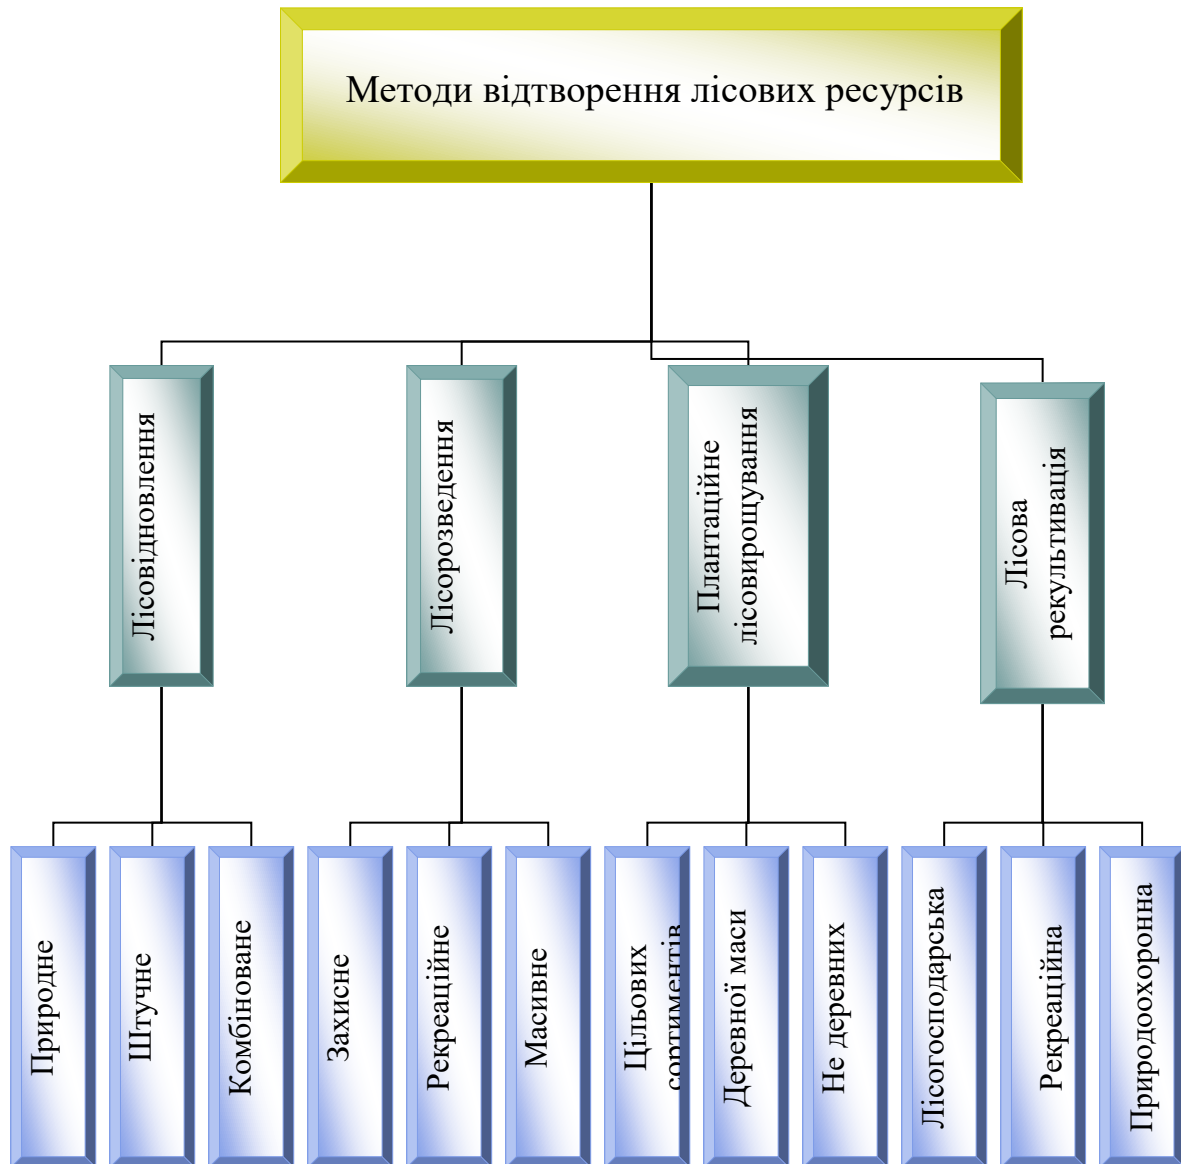 Методи відтворення лісових ресурсів
Лісовідновлення
Лісорозведення
Плантаційне
лісовирощування
Лісова
рекультивація
Природне
Штучне
Комбіноване
Захисне
Рекреаційне
Масивне
Цільових
сортиментів
Деревної маси
Не деревних
Лісогосподарська
Рекреаційна
Природоохоронна